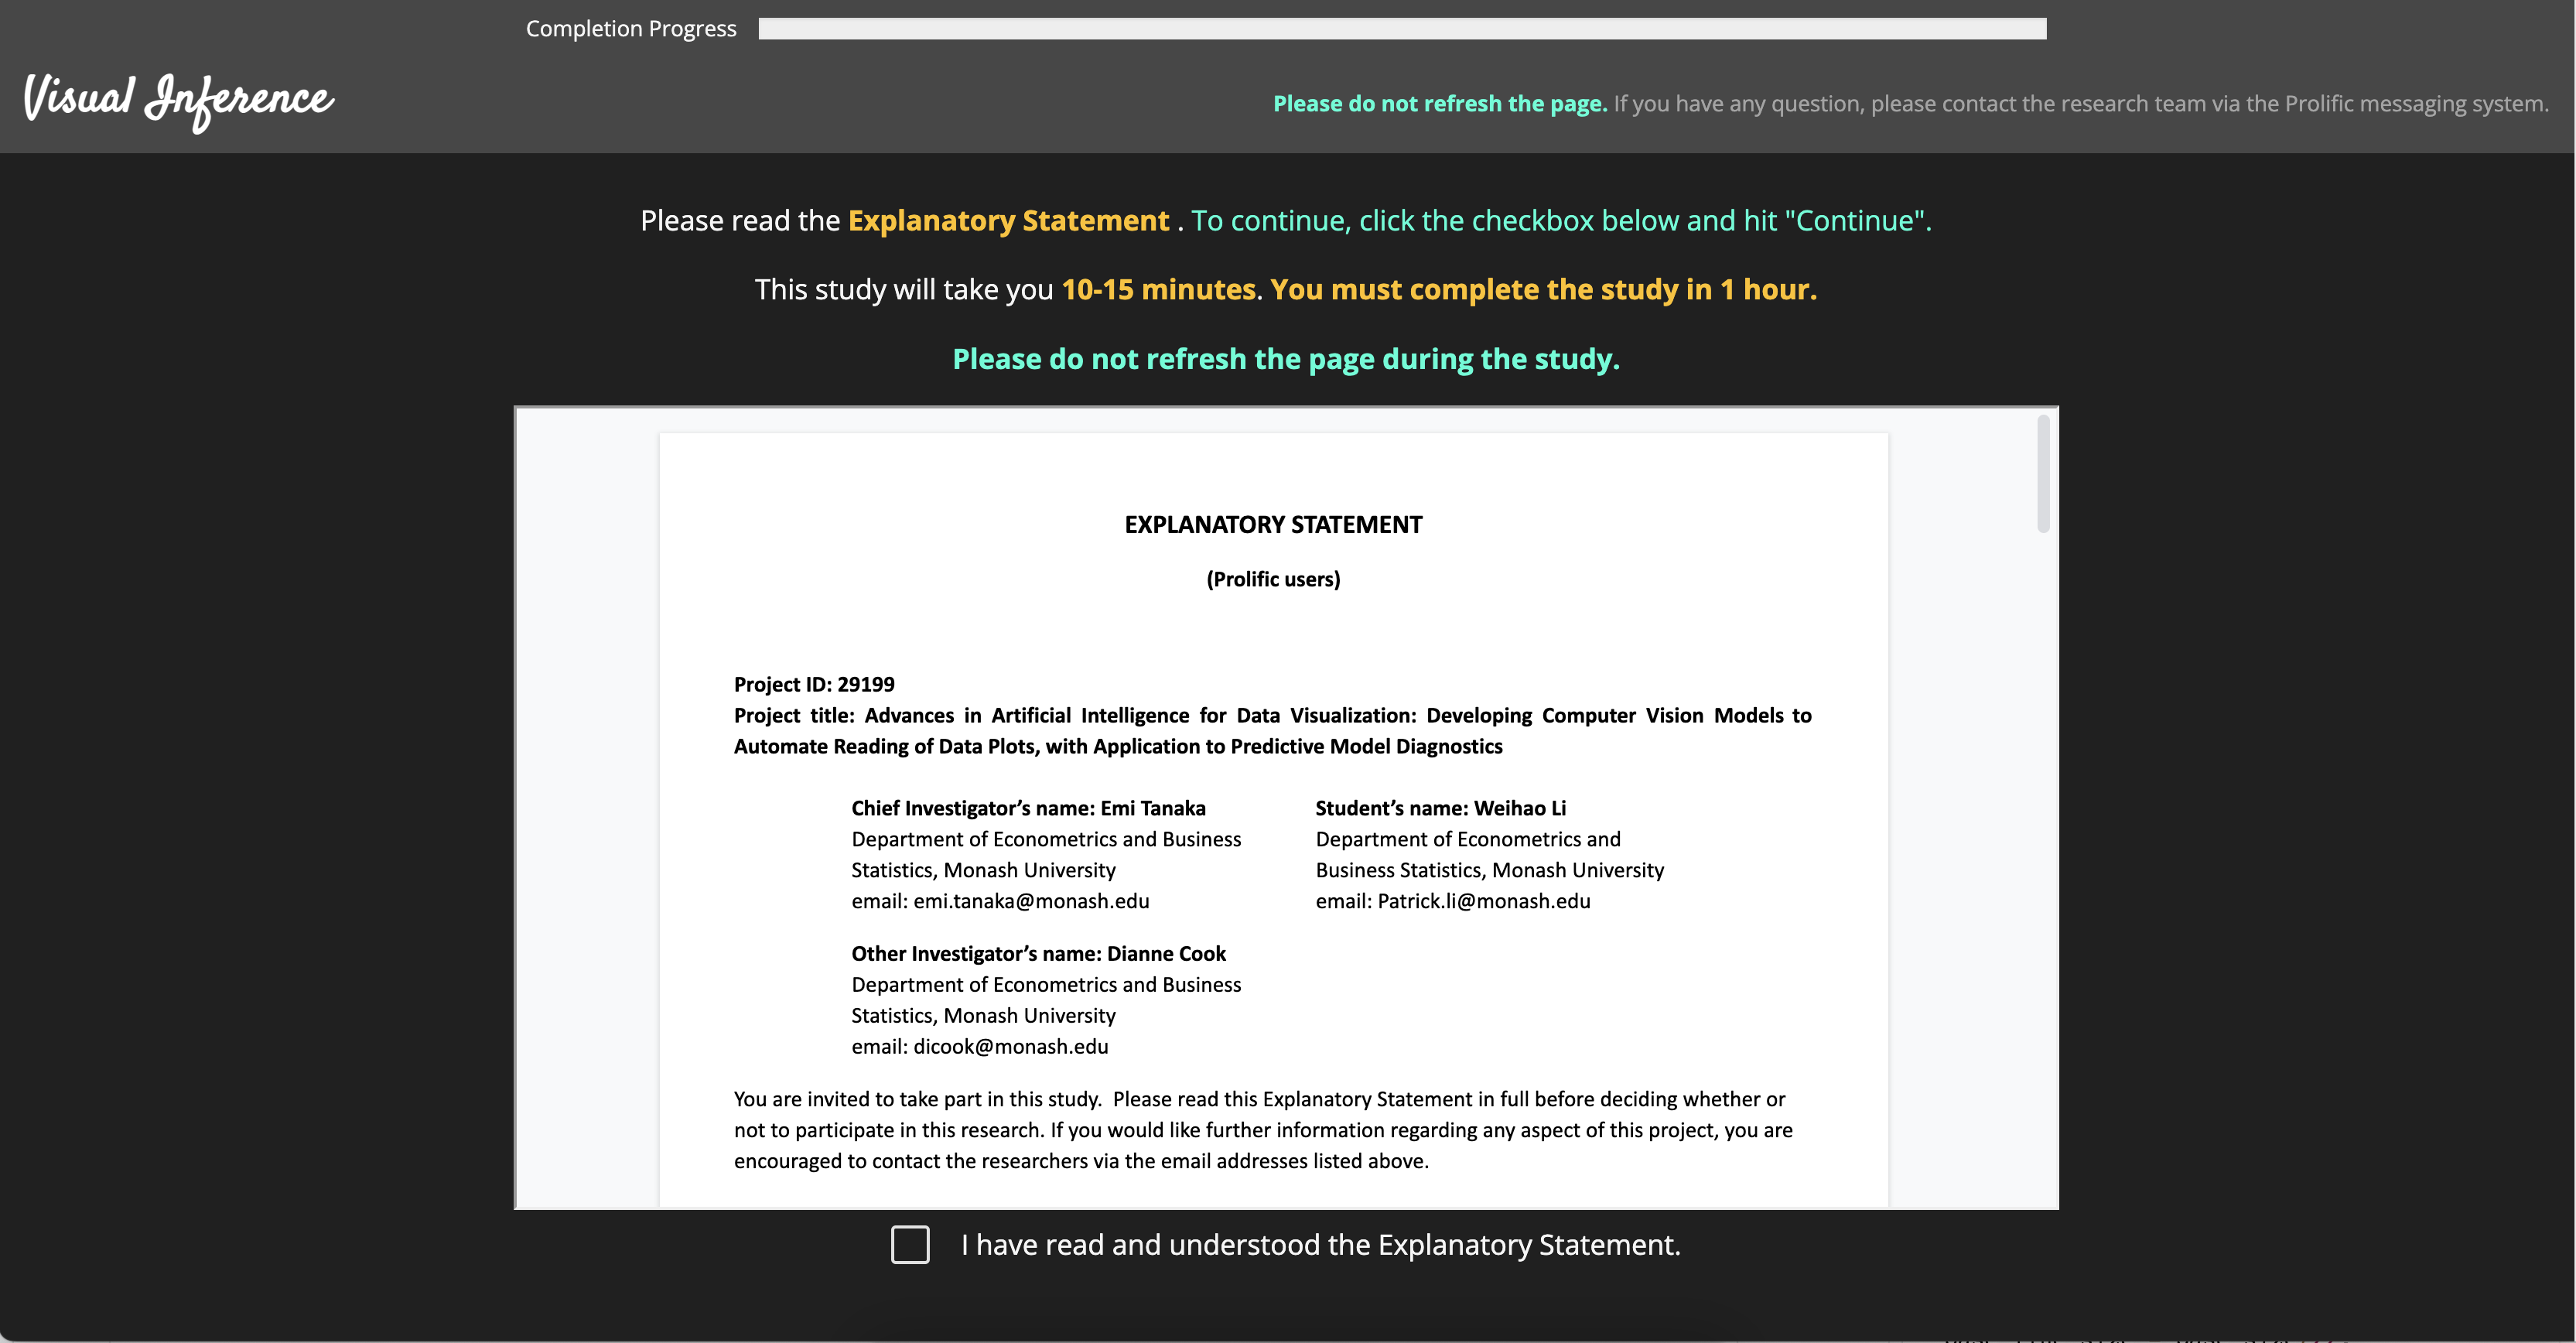 Completion Progress
Visual Inference
Please do not refresh the page. If you have any question, please contact the research team via the Prolific messaging system.
Please read the Explanatory Statement . To continue, click the checkbox below and hit "Continue".
This study will take you 10-15 minutes. You must complete the study in 1 hour.
Please do not refresh the page during the study.
EXPLANATORY STATEMENT
(Prolific users)
Project ID: 29199
Project title: Advances in Artificial Intelligence for Data Visualization: Developing Computer Vision Models to
Automate Reading of Data Plots, with Application to Predictive Model Diagnostics
Chief Investigator’s name: Emi Tanaka
Department of Econometrics and Business
Statistics, Monash University
email: emi.tanaka@monash.edu
Student’s name: Weihao Li
Department of Econometrics and
Business Statistics, Monash University
email: Patrick.li@monash.edu
Other Investigator’s name: Dianne Cook
Department of Econometrics and Business
Statistics, Monash University
email: dicook@monash.edu
You are invited to take part in this study.  Please read this Explanatory Statement in full before deciding whether or
not to participate in this research. If you would like further information regarding any aspect of this project, you are
encouraged to contact the researchers via the email addresses listed above.
I have read and understood the Explanatory Statement.